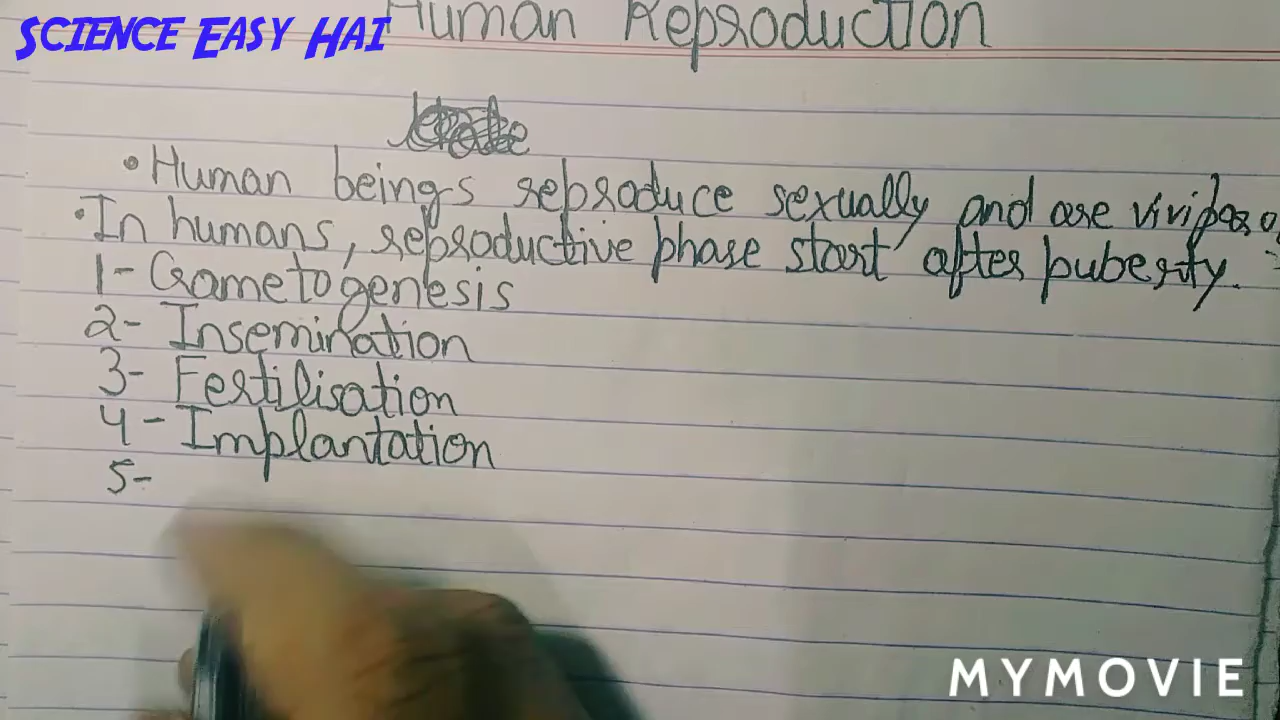 SCIENCE EASY HAI
Human Reproduction
• Human beings reproduce sexually and are
• In humans, reproductive phase start after puberty.
1- Gametogenesis
2- Insemination
3- Fertilisation
4- Implantation
5-
MYMOVIE